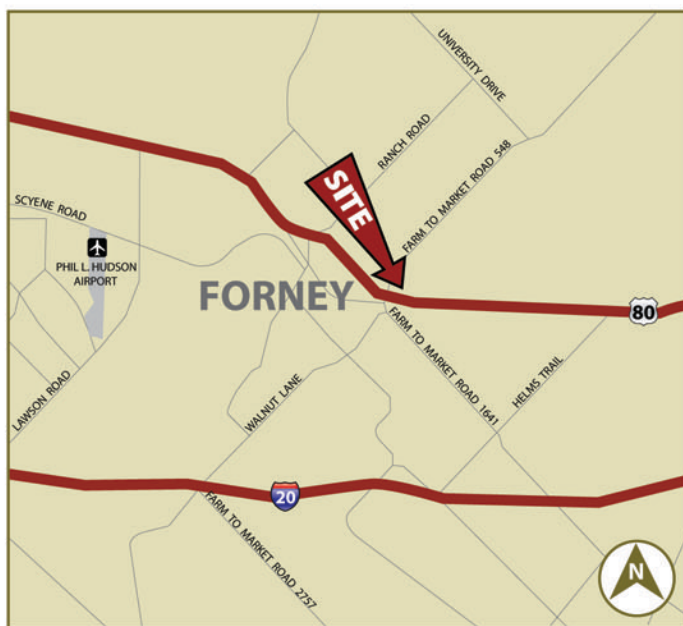 UNIVERSITY DRIVE
RANCH ROAD
FARM TO MARKET ROAD 548
SITE
SCYENE ROAD
PHIL L. HUDSON
AIRPORT
FORNEY
80
FARM TO MARKET ROAD 1641
HELMS TRAIL
WALNUT LANE
LAWSON ROAD
20
FARM TO MARKET ROAD 2757
N